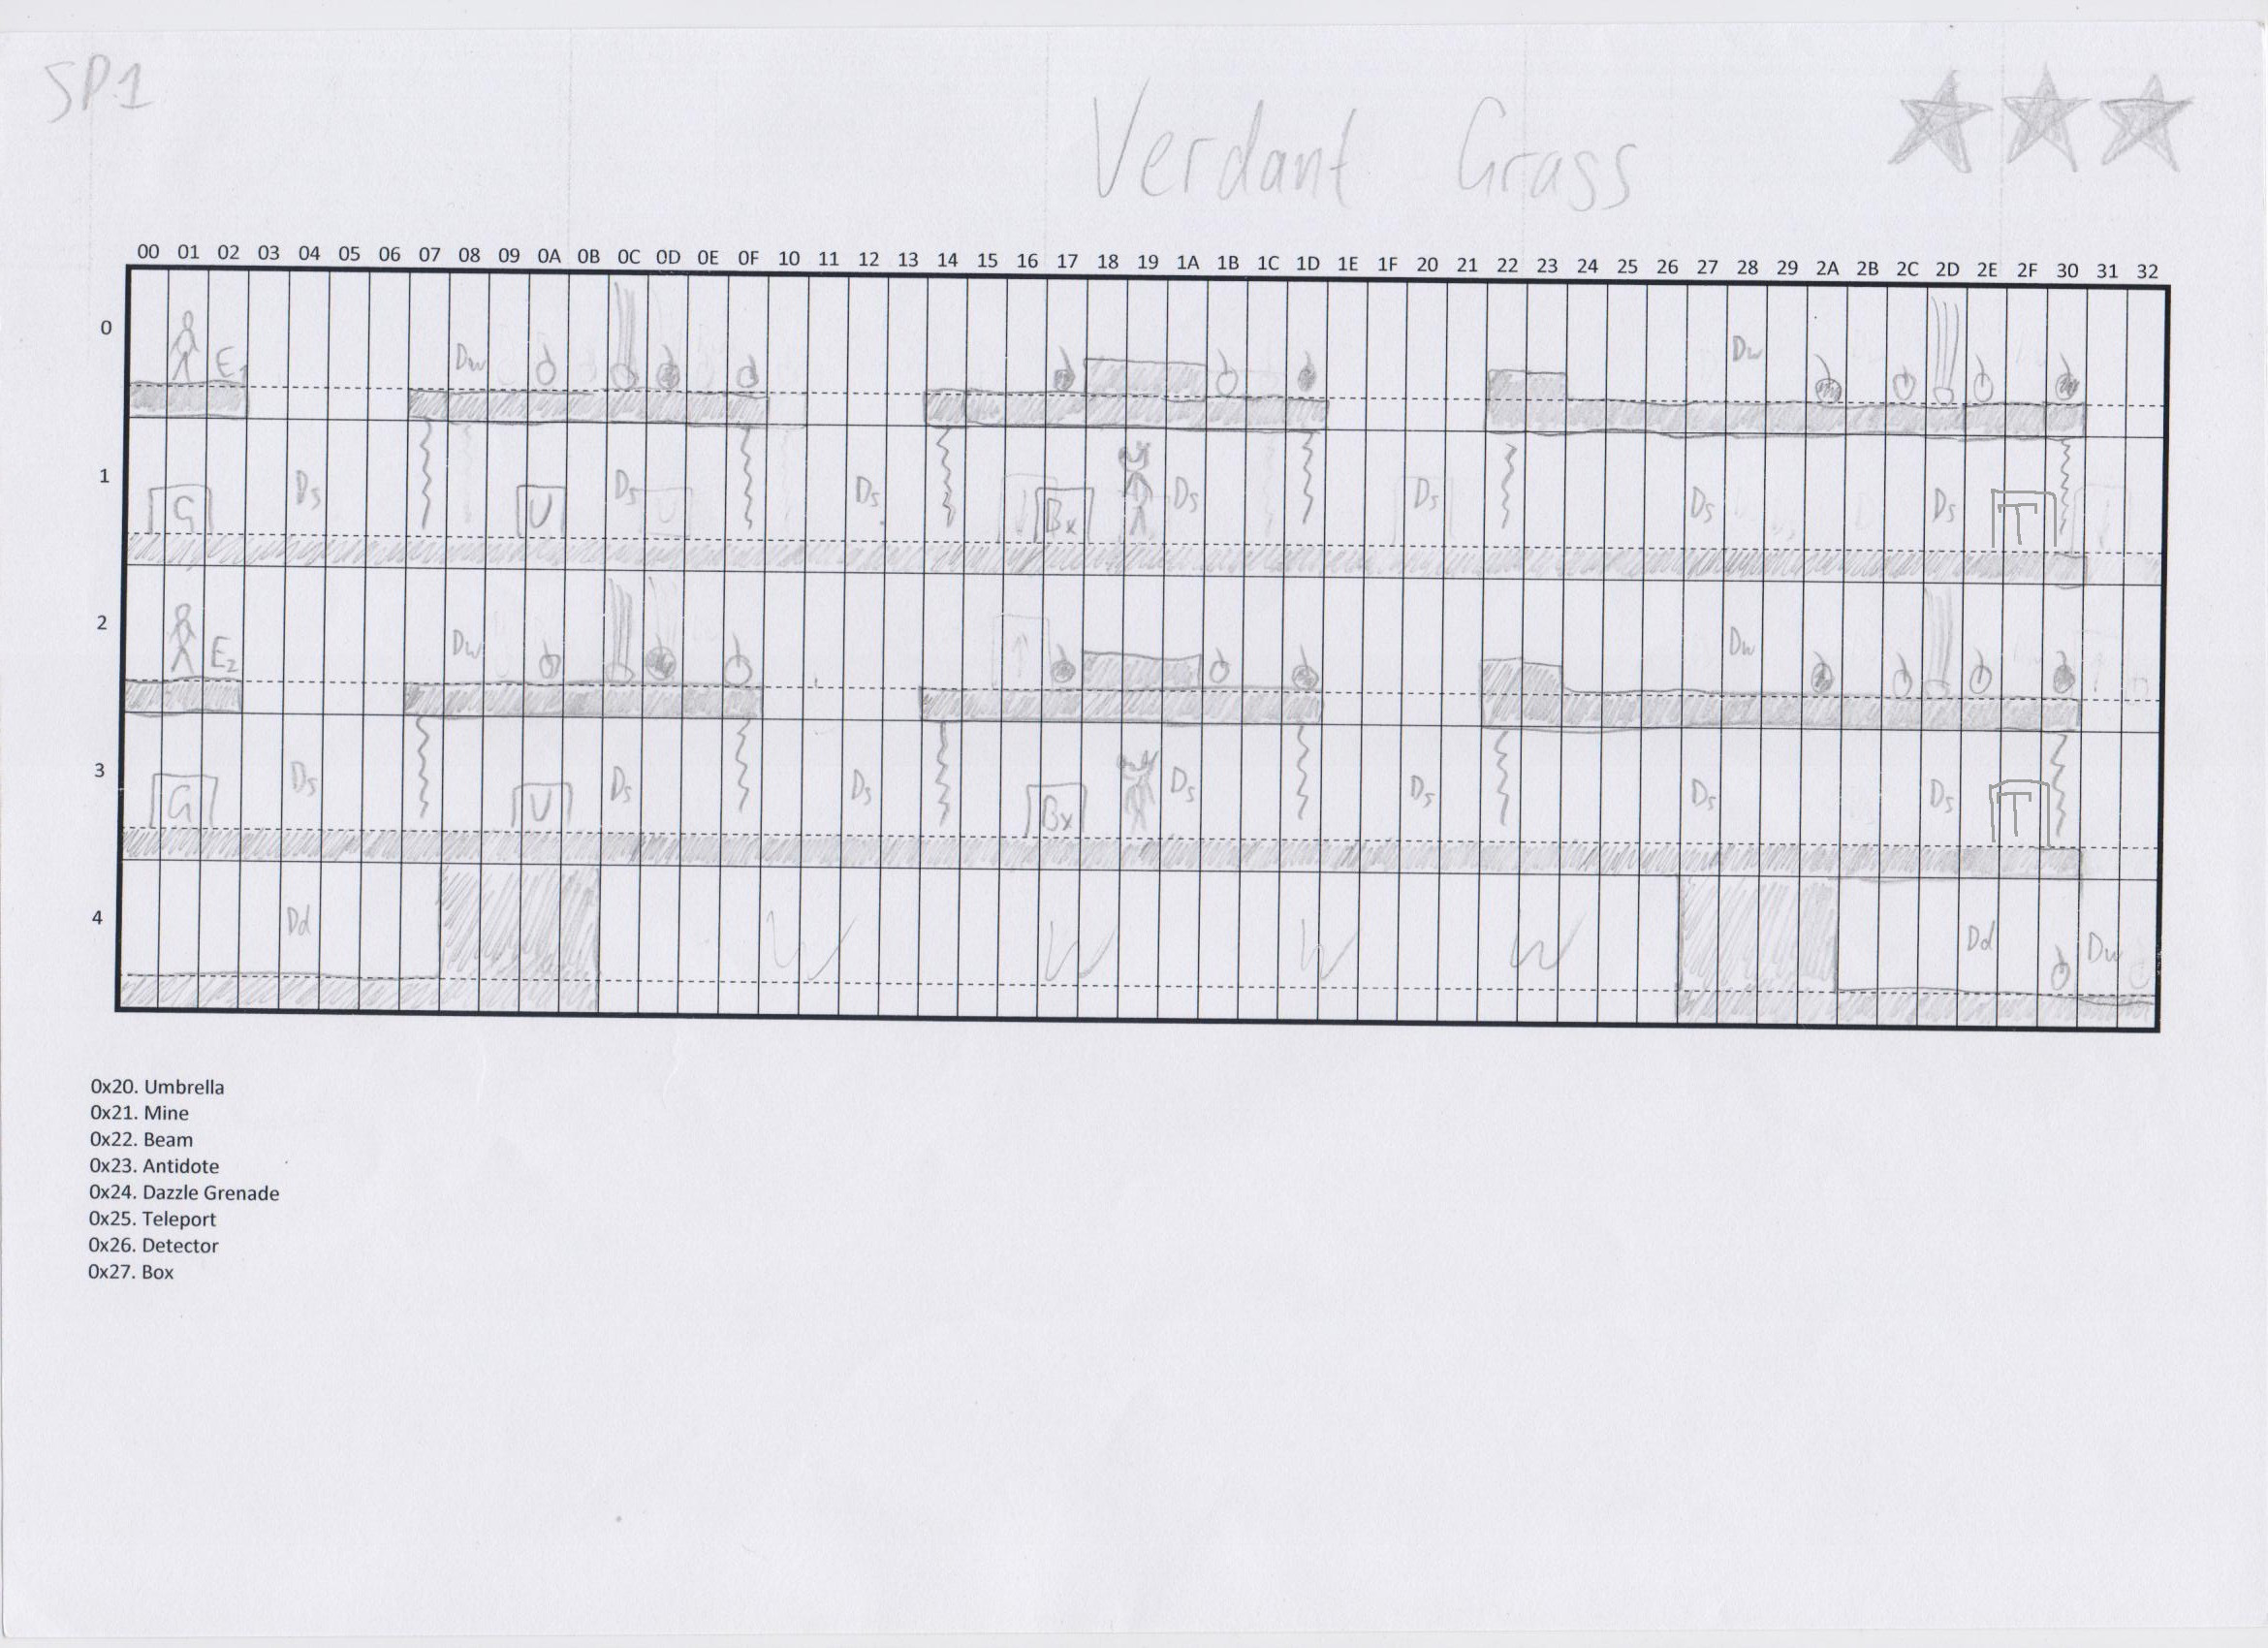 SP1
Verdant Grass
00 01 02 03 04 05 06 07 08 09 0A 0B 0C 0D 0E 0F 10 11 12 13 14 15 16 17 18 19 1A 1B 1C 1D 1E 1F 20 21 22 23 24 25 26 27 28 29 2A 2B 2C 2D 2E 2F 30 31 32
0 E1 Dw Dw
1 G Ds U Ds Ds Bx Ds Ds Ds Ds T
2 E2 Dw Dw
3 G Ds U Ds Ds Bx Ds Ds Ds Ds T
4 Dd W W W W Dd Dw
0x20. Umbrella
0x21. Mine
0x22. Beam
0x23. Antidote
0x24. Dazzle Grenade
0x25. Teleport
0x26. Detector
0x27. Box